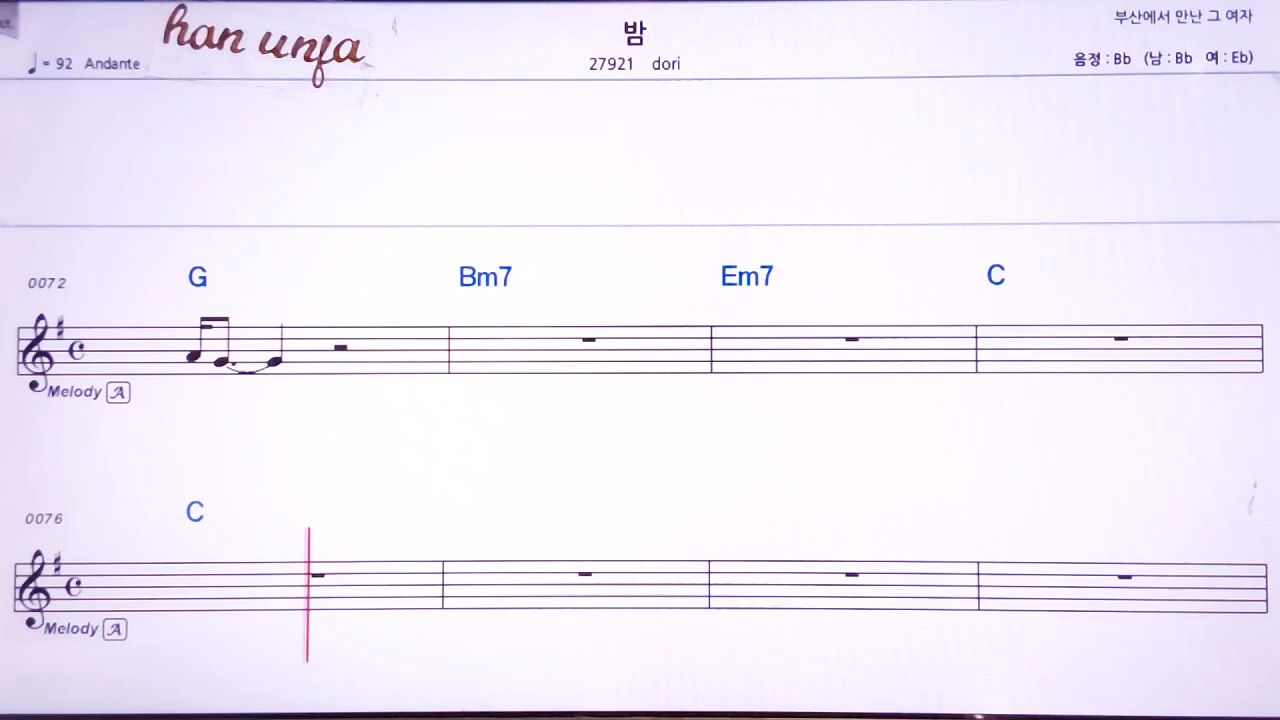 han unfa
밤
부산에서 만난 그 여자
♩ = 92 Andante
27921 dori
음정 : Bb (남 : Bb 여 : Eb)
0072 G Bm7 Em7 C
Melody A
0076 C
Melody A